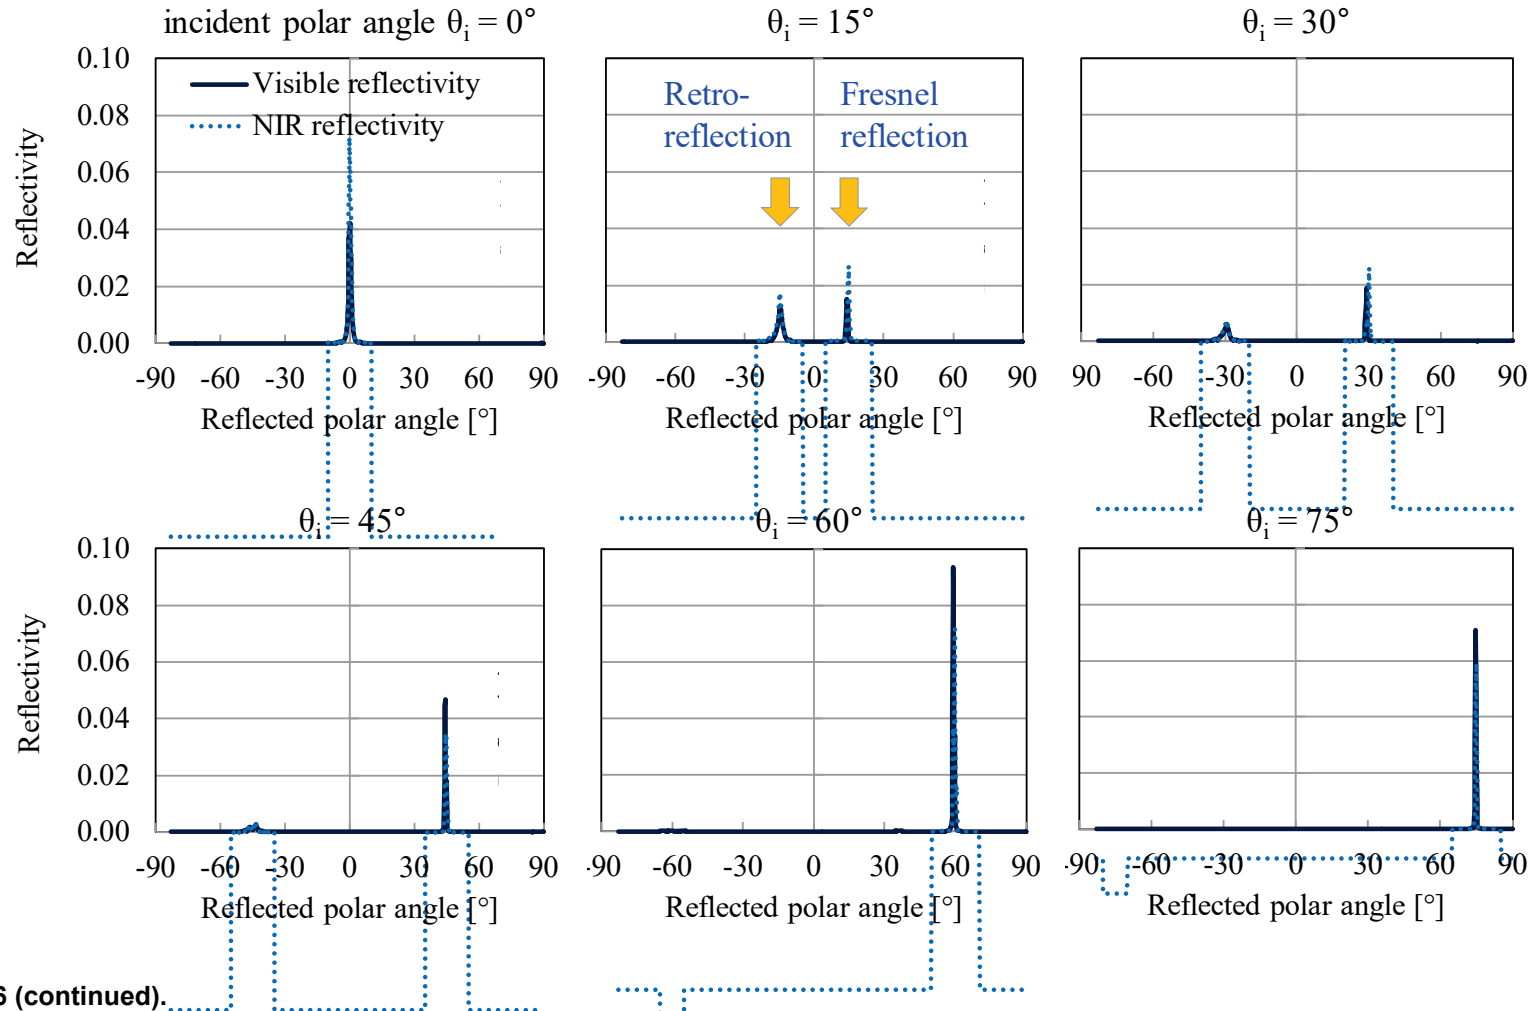 incident polar angle θi = 0°
θi = 15°
θi = 30°
0.10
0.08
0.06
0.04
0.02
0.00
Reflectivity
Visible reflectivity
NIR reflectivity
-90 -60 -30 0 30 60 90
Reflected polar angle [°]
Retro-
reflection
Fresnel
reflection
-90 -60 -30 0 30 60 90
Reflected polar angle [°]
90 -60 -30 0 30 60 90
Reflected polar angle [°]
θi = 45°
θi = 60°
θi = 75°
0.10
0.08
0.06
0.04
0.02
0.00
Reflectivity
-90 -60 -30 0 30 60 90
Reflected polar angle [°]
-90 -60 -30 0 30 60 90
Reflected polar angle [°]
-90 -60 -30 0 30 60 90
Reflected polar angle [°]
6 (continued).